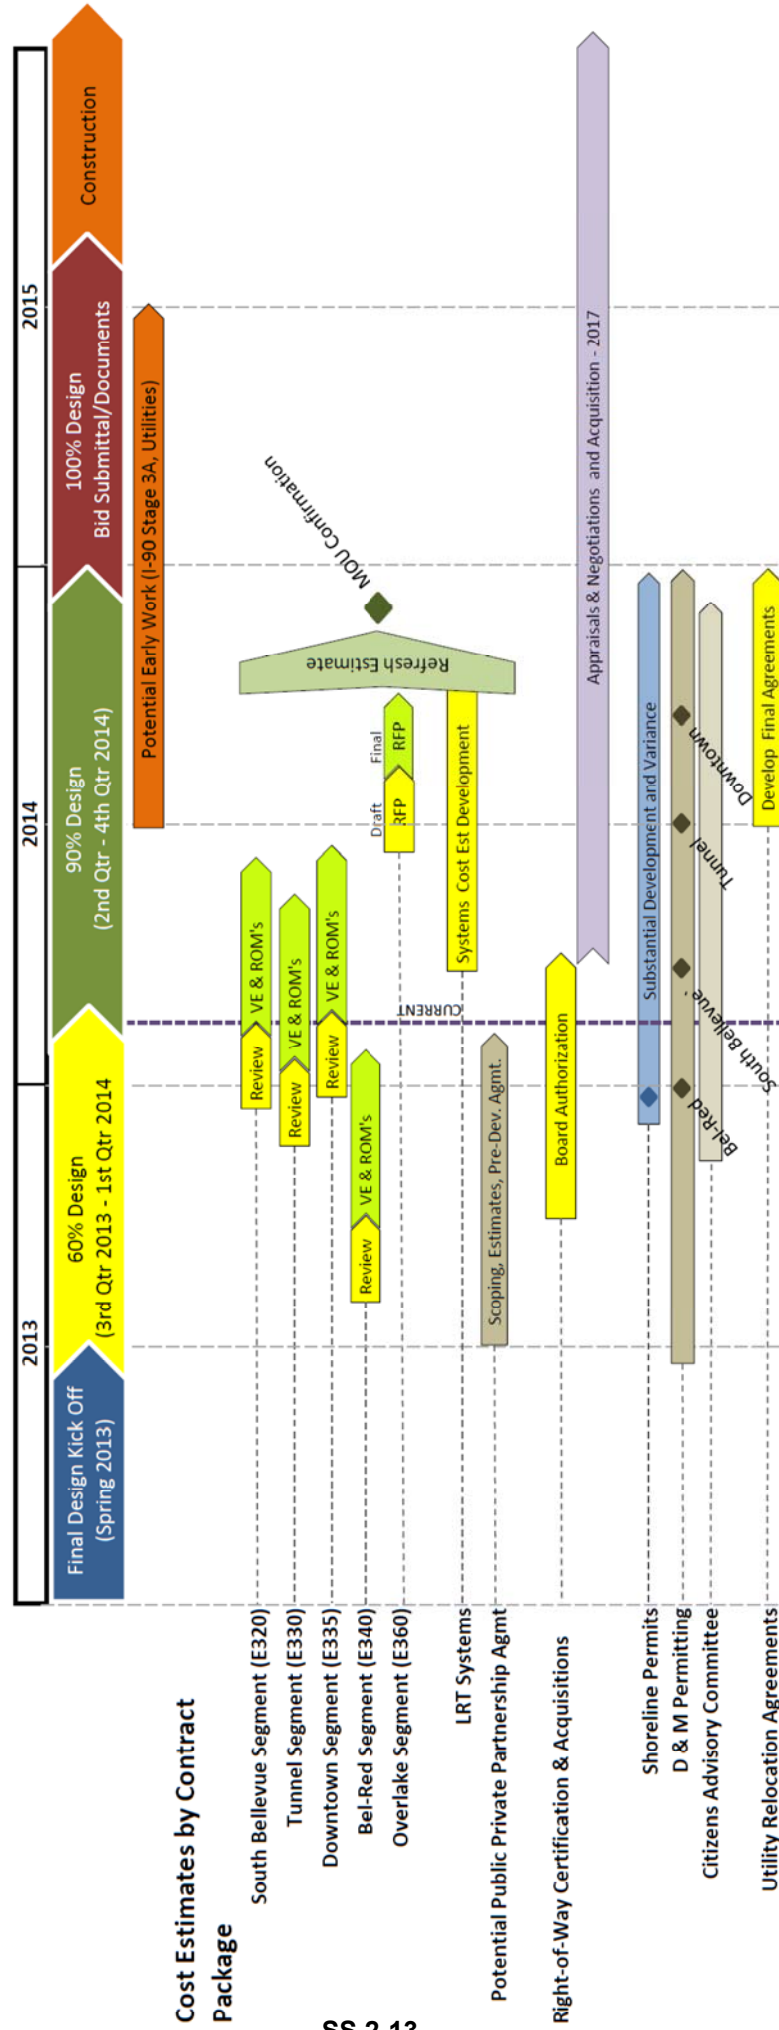 2013
2014
2015
Final Design Kick Off
(Spring 2013)
60% Design
(3rd Qtr 2013 - 1st Qtr 2014
90% Design
(2nd Qtr - 4th Qtr 2014)
100% Design
Bid Submittal/Documents
Construction
Potential Early Work (I-90 Stage 3A, Utilities)
Cost Estimates by Contract
Package
South Bellevue Segment (E320)
Review
VE & ROM's
Tunnel Segment (E330)
Review
VE & ROM's
Downtown Segment (E335)
Review
VE & ROM's
Bel-Red Segment (E340)
Review
VE & ROM's
Overlake Segment (E360)
Draft
RFP
Final
RFP
Refresh Estimate
MOU Confirmation
CURRENT
LRT Systems
Systems Cost Est Development
Potential Public Private Partnership Agmt
Scoping, Estimates, Pre-Dev. Agmt.
Right-of-Way Certification & Acquisitions
Board Authorization
Appraisals & Negotiations and Acquisition - 2017
Shoreline Permits
Substantial Development and Variance
D & M Permitting
Bel-Red
South Bellevue
Tunnel
Downtown
Citizens Advisory Committee
Utility Relocation Agreements
Develop Final Agreements
SS-2-13